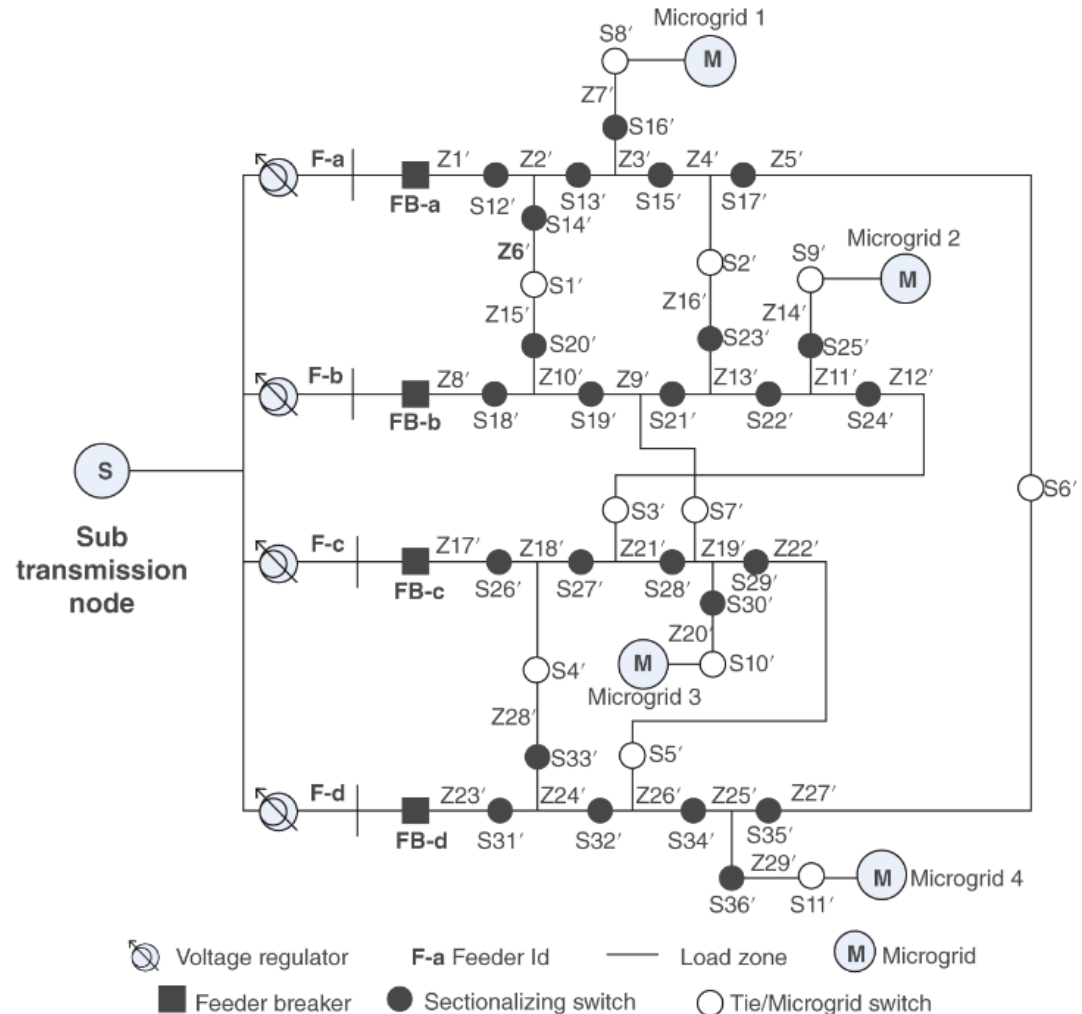 Microgrid 1
S8′
M
Z7′
S16′
F-a
Z1′
Z2′
Z3′
Z4′
Z5′
FB-a
S12′
S13′
S15′
S17′
S14′
Microgrid 2
Z6′
S2′
S9′
M
S1′
Z15′
Z16′
Z14′
S20′
S23′
S25′
F-b
Z8′
Z10′
Z9′
Z13′
Z11′
Z12′
FB-b
S18′
S19′
S21′
S22′
S24′
S
S6′
Sub
transmission
node
S3′
S7′
F-c
Z17′
Z18′
Z21′
Z19′
Z22′
FB-c
S26′
S27′
S28′
S29′
S30′
Z20′
S4′
M
S10′
Microgrid 3
Z28′
S33′
S5′
F-d
Z23′
Z24′
Z26′
Z25′
Z27′
FB-d
S31′
S32′
S34′
S35′
Z29′
M
Microgrid 4
S36′
S11′
Voltage regulator
F-a Feeder Id
Load zone
M
Microgrid
Feeder breaker
Sectionalizing switch
Tie/Microgrid switch